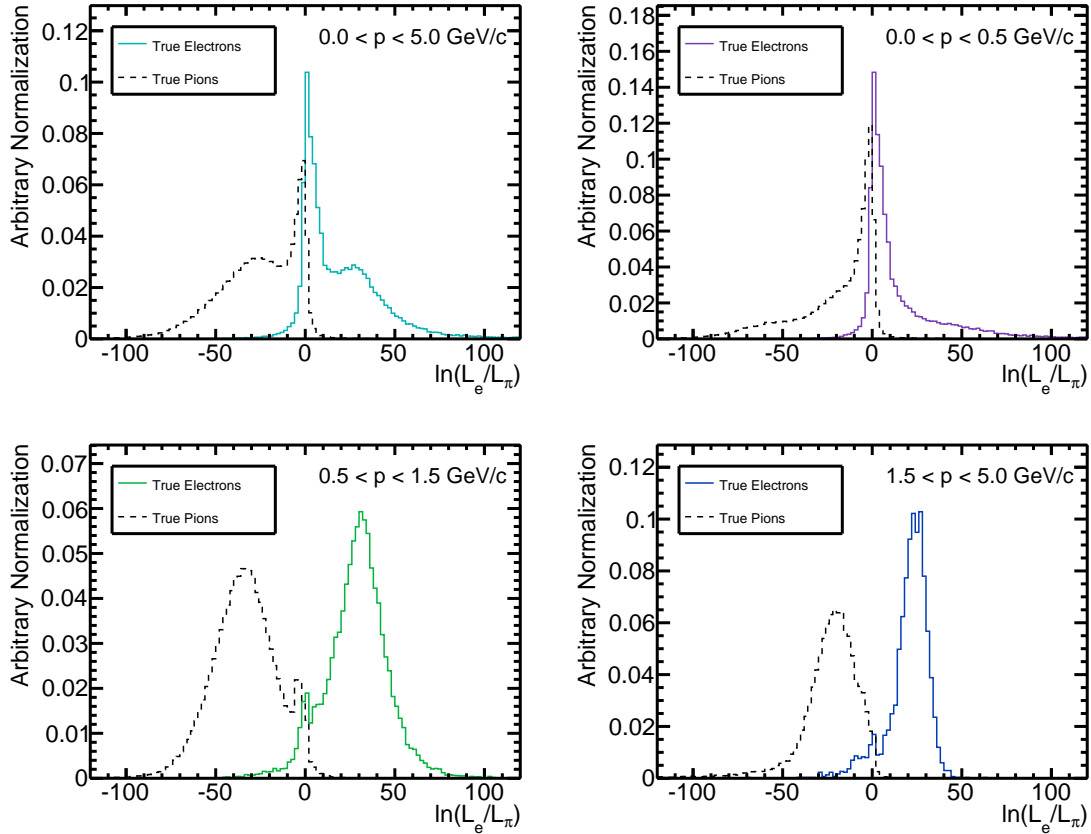 Arbitrary Normalization
0.12
0.1
0.08
0.06
0.04
0.02
0
True Electrons
True Pions
0.0 < p < 5.0 GeV/c
-100 -50 0 50 100
ln(L_e/L_π)
Arbitrary Normalization
0.18
0.16
0.14
0.12
0.1
0.08
0.06
0.04
0.02
0
True Electrons
True Pions
0.0 < p < 0.5 GeV/c
-100 -50 0 50 100
ln(L_e/L_π)
Arbitrary Normalization
0.07
0.06
0.05
0.04
0.03
0.02
0.01
0
True Electrons
True Pions
0.5 < p < 1.5 GeV/c
-100 -50 0 50 100
ln(L_e/L_π)
Arbitrary Normalization
0.12
0.1
0.08
0.06
0.04
0.02
0
True Electrons
True Pions
1.5 < p < 5.0 GeV/c
-100 -50 0 50 100
ln(L_e/L_π)